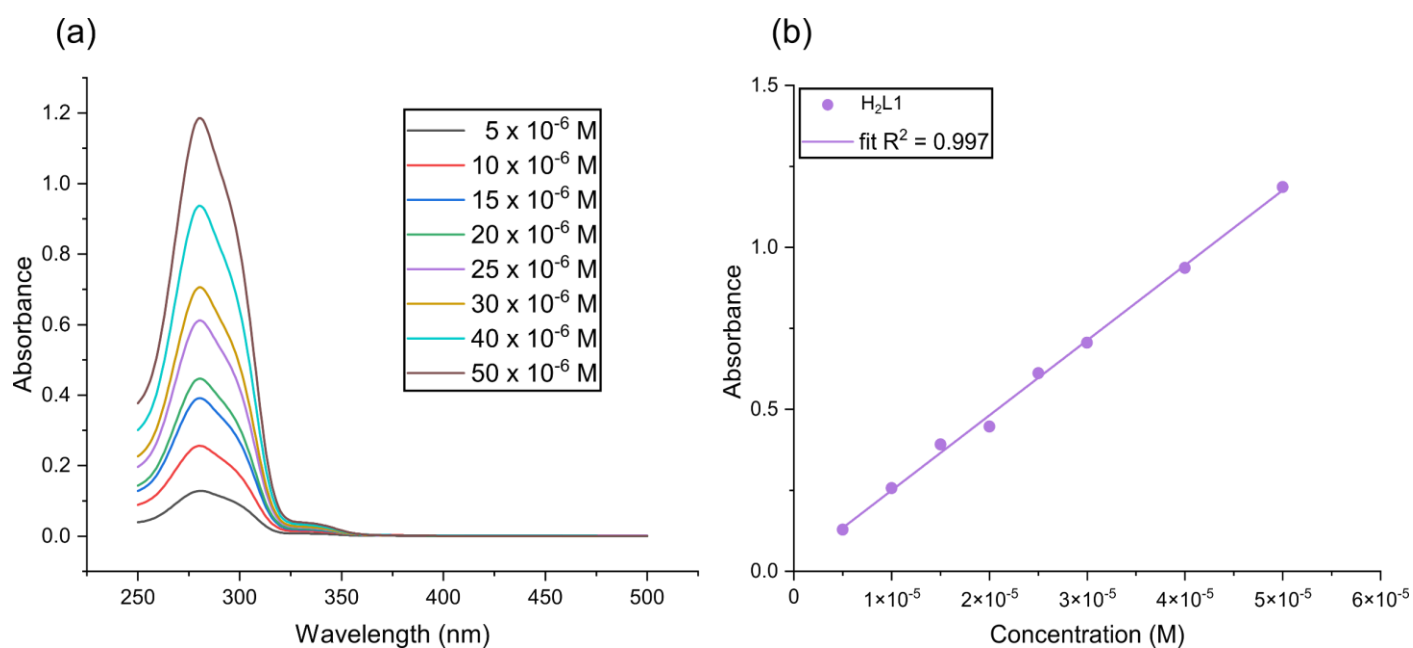 (a)
Absorbance
1.2
1.0
0.8
0.6
0.4
0.2
0.0
250
300
350
400
450
500
Wavelength (nm)
5 x 10⁻⁶ M
10 x 10⁻⁶ M
15 x 10⁻⁶ M
20 x 10⁻⁶ M
25 x 10⁻⁶ M
30 x 10⁻⁶ M
40 x 10⁻⁶ M
50 x 10⁻⁶ M
(b)
Absorbance
1.5
1.0
0.5
0.0
0
1×10⁻⁵
2×10⁻⁵
3×10⁻⁵
4×10⁻⁵
5×10⁻⁵
6×10⁻⁵
Concentration (M)
H₂L1
fit R² = 0.997